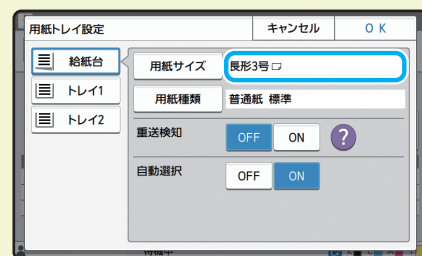 用紙トレイ設定
キャンセル
OK
給紙台
トレイ1
トレイ2
用紙サイズ
長形3号
用紙種類
普通紙 標準
重送検知
OFF
ON
?
自動選択
OFF
ON
待機中